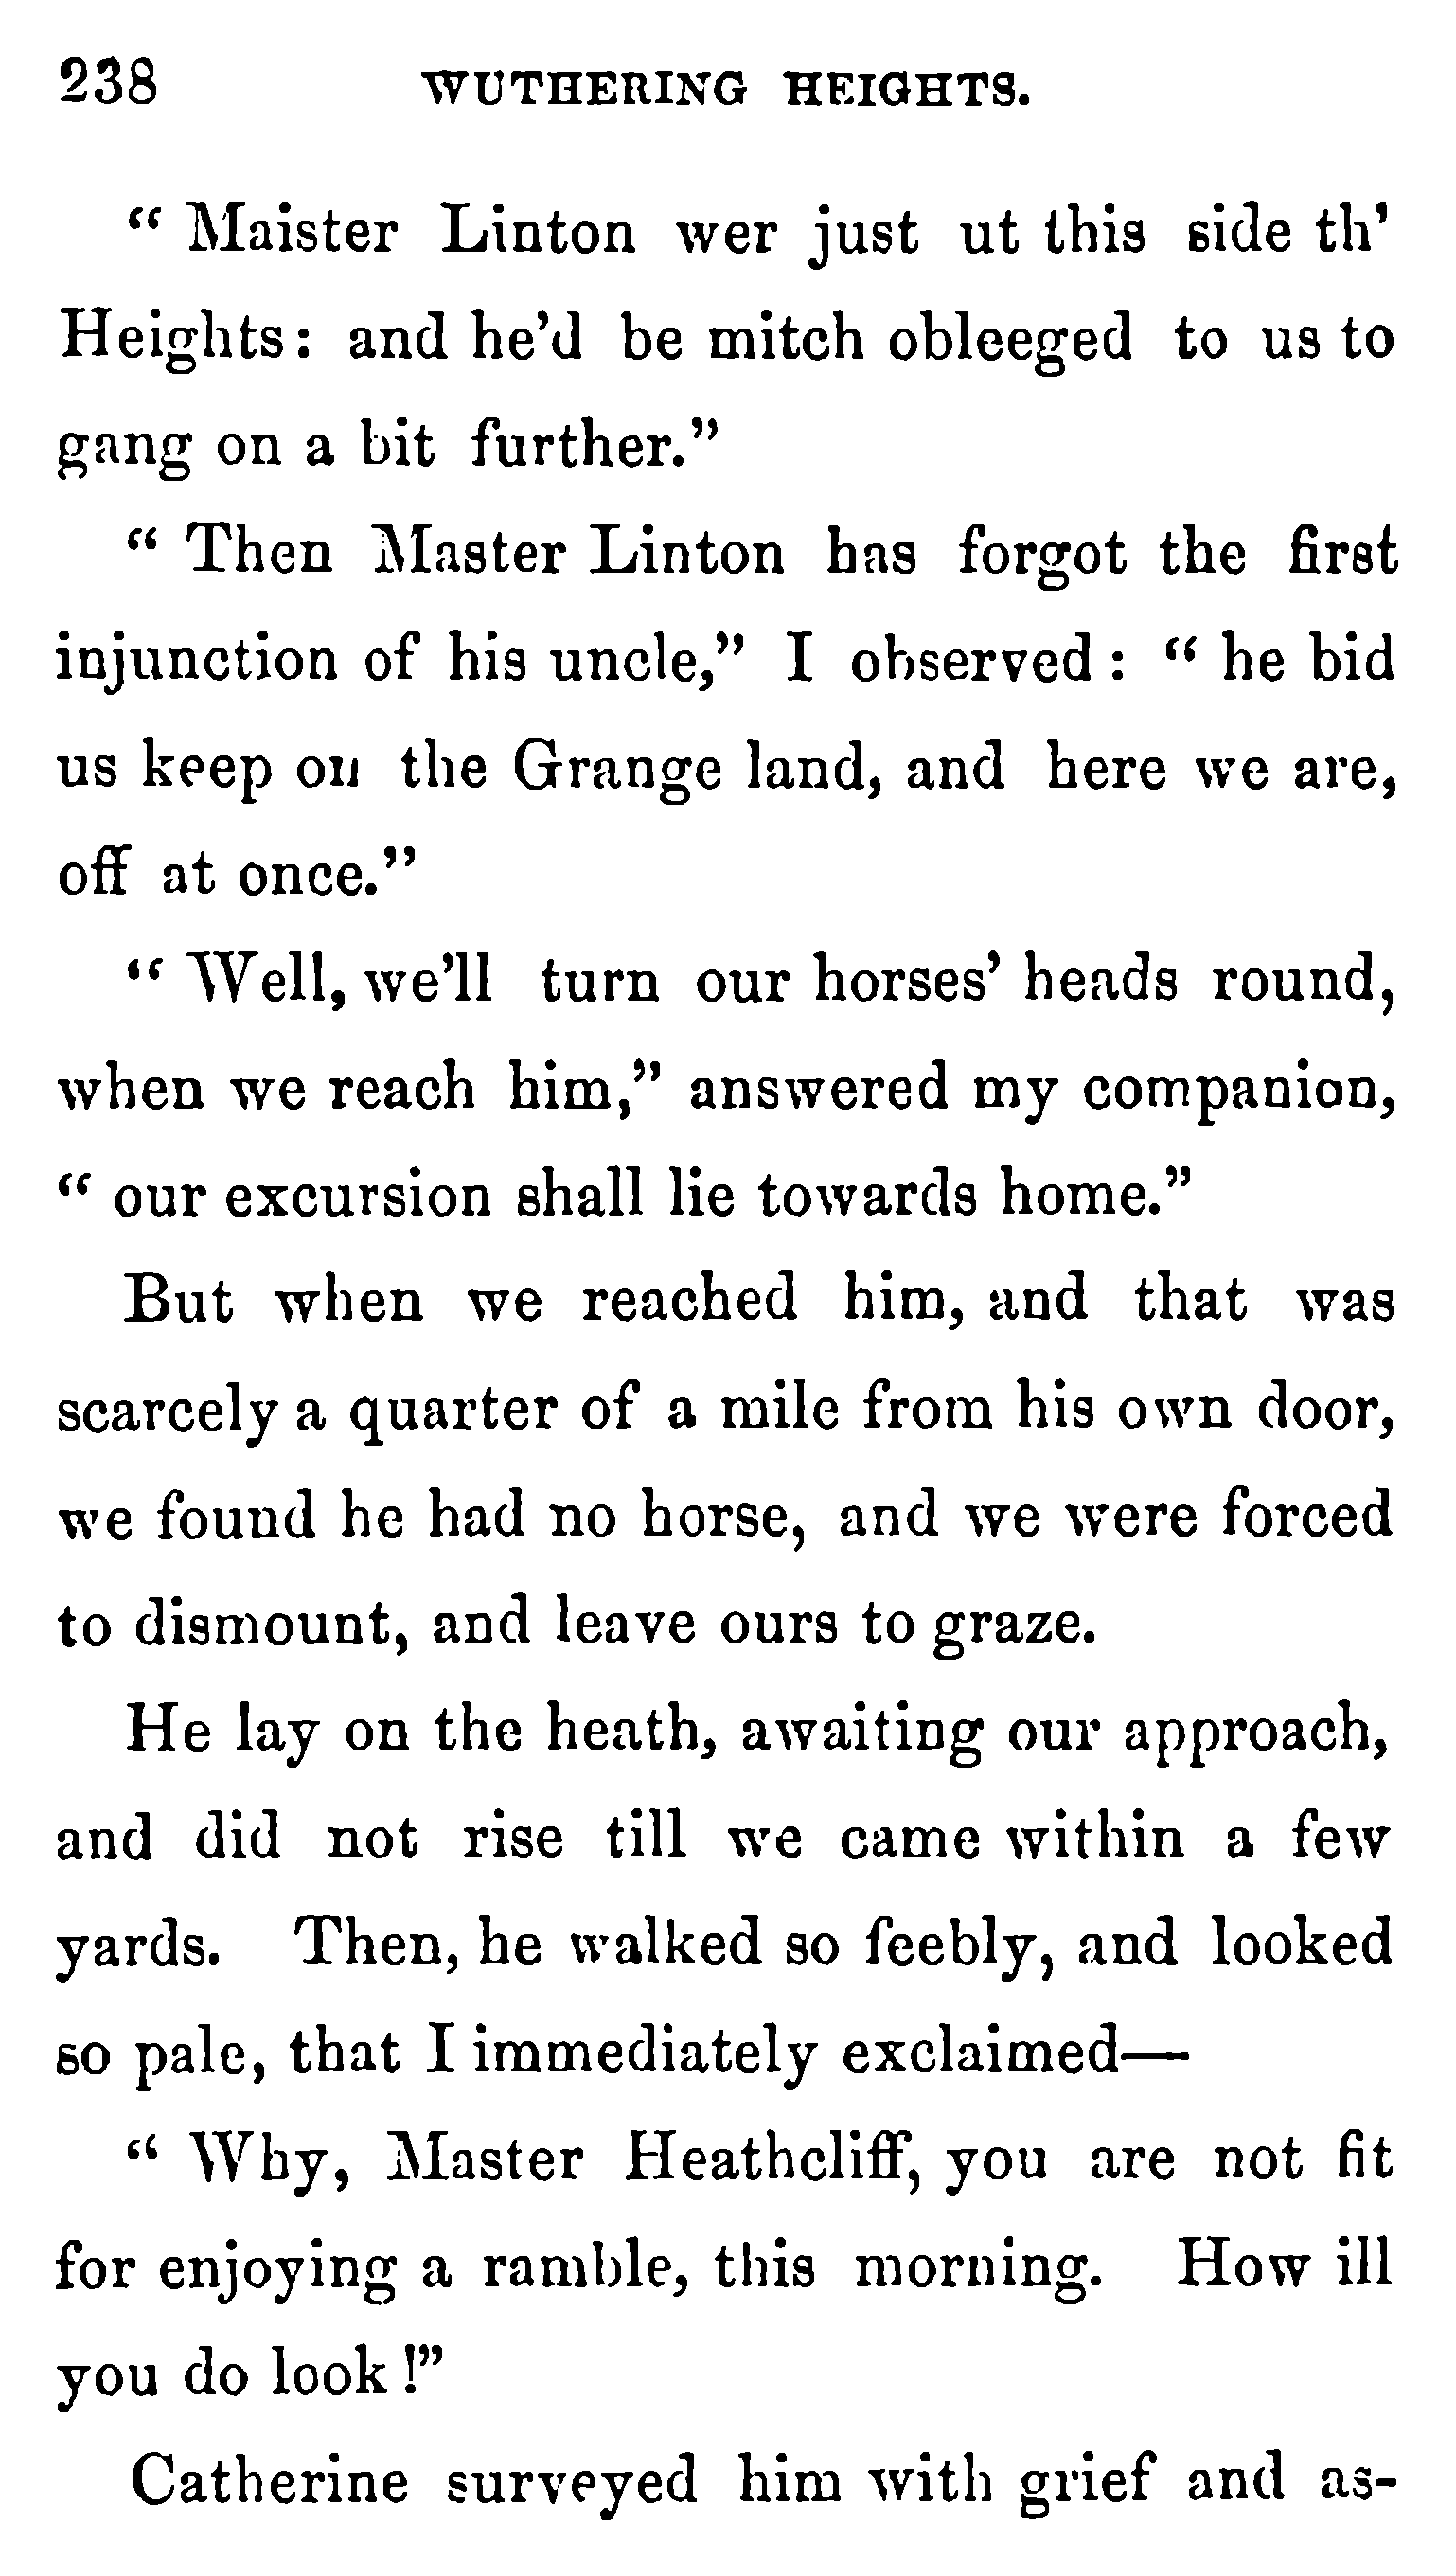 238 WUTHERING HEIGHTS.
“ Maister Linton wer just ut this side th’
Heights: and he’d be mitch obleeged to us to
gang on a bit further.”
“ Then Master Linton has forgot the first
injunction of his uncle,” I observed : “ he bid
us keep on the Grange land, and here we are,
off at once.”
“ Well, we’ll turn our horses’ heads round,
when we reach him,” answered my companion,
“ our excursion shall lie towards home.”
But when we reached him, and that was
scarcely a quarter of a mile from his own door,
we found he had no horse, and we were forced
to dismount, and leave ours to graze.
He lay on the heath, awaiting our approach,
and did not rise till we came within a few
yards. Then, he walked so feebly, and looked
so pale, that I immediately exclaimed—
“ Why, Master Heathcliff, you are not fit
for enjoying a ramble, this morning. How ill
you do look !”
Catherine surveyed him with grief and as-